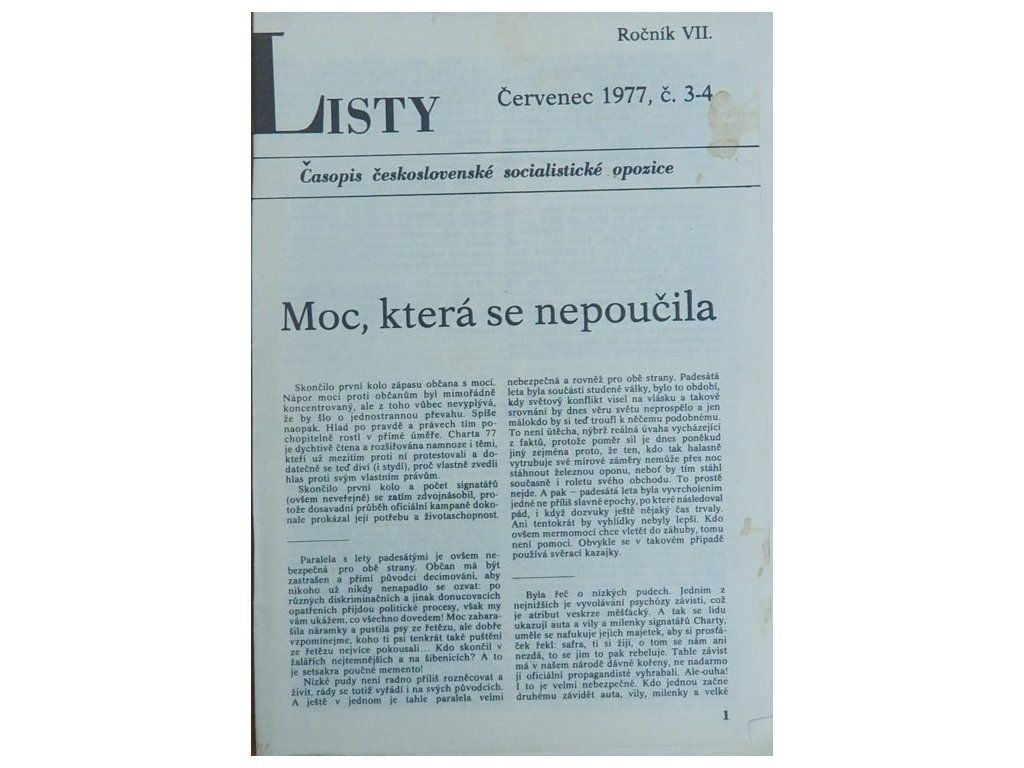 LISTY
Ročník VII.
Červenec 1977, č. 3-4
Časopis československé socialistické opozice
Moc, která se nepoučila
Skončilo první kolo zápasu občana s mocí.
Nápor moci proti občanům byl mimořádně
koncentrovaný, ale z toho vůbec nevyplývá,
že by šlo o jednostrannou převahu. Spíše
naopak. Hlad po pravdě a právech tím po-
chopitelně rostl v přímé úměře. Charta 77
je dychtivě čtena a rozšiřována namnoze i těmi,
kteří už mezitím proti ní protestovali a do-
datečně se teď diví (i stydí), proč vlastně zvedli
hlas proti svým vlastním právům.
Skončilo první kolo a počet signatářů
(ovšem neveřejně) se zatím zdvojnásobil, pro-
tože dosavadní průběh oficiální kampaně doko-
nale prokázal její potřebu a životaschopnost.
Paralela s lety padesátými je ovšem ne-
bezpečná pro obě strany. Občan má být
zastrašen a přímí původci decimováni, aby
nikoho už nikdy nenapadlo se ozvat: po
různých diskriminačních a jinak donucovacích
opatřeních přijdou politické procesy, však my
vám ukážem, co všechno dovedem! Moc zahara-
šila náramky a pustila psy ze řetězu, ale dobře
vzpomínejme, koho ti psi tenkrát také puštění
ze řetězu nejvíce pokousali... Kdo skončil v
žalářích nejtemnějších a na šibenicích? A to
je setsakra poučné memento!
Nízké pudy není radno příliš rozněcovat a
živit, rády se totiž vyřádí i na svých původcích.
A ještě v jednom je tahle paralela velmi
nebezpečná a rovněž pro obě strany. Padesátá
leta byla součástí studené války, bylo to období,
kdy světový konflikt visel na vlásku a takové
srovnání by dnes věru světu neprospělo a jen
málokdo by si teď troufl k něčemu podobnému.
To není útěcha, nýbrž reálná úvaha vycházející
z faktů, protože poměr sil je dnes poněkud
jiný zejména proto, že ten, kdo tak halasně
vytrubuje své mírové záměry nemůže přes noc
stáhnout železnou oponu, neboť by tím stáhl
současně i roletu svého obchodu. To prostě
nejde. A pak – padesátá leta byla vyvrcholením
jedné ne příliš slavné epochy, po které následoval
pád, i když dozvuky ještě nějaký čas trvaly.
Ani tentokrát by vyhlídky nebyly lepší. Kdo
ovšem mermomocí chce vletět do záhuby, tomu
není pomoci. Obvykle se v takovém případě
používá svěrací kazajky.
Byla řeč o nízkých pudech. Jedním z
nejnižších je vyvolávání psychózy závisti, což
je atribut veskrze měšťácký. A tak se lidu
ukazují auta a vily a milenky signatářů Charty,
uměle se nafukuje jejich majetek, aby si prosťá-
ček řekl: safra, ti si žijí, o tom se nám ani
nezdá, to se jim to pak rebeluje. Tahle závist
má v našem národě dávné kořeny, ne nadarmo
ji oficiální propagandisté vyhrabali. Ale-ouha!
I to je velmi nebezpečné. Kdo jednou začne
druhému závidět auta, vily, milenky a velké
1